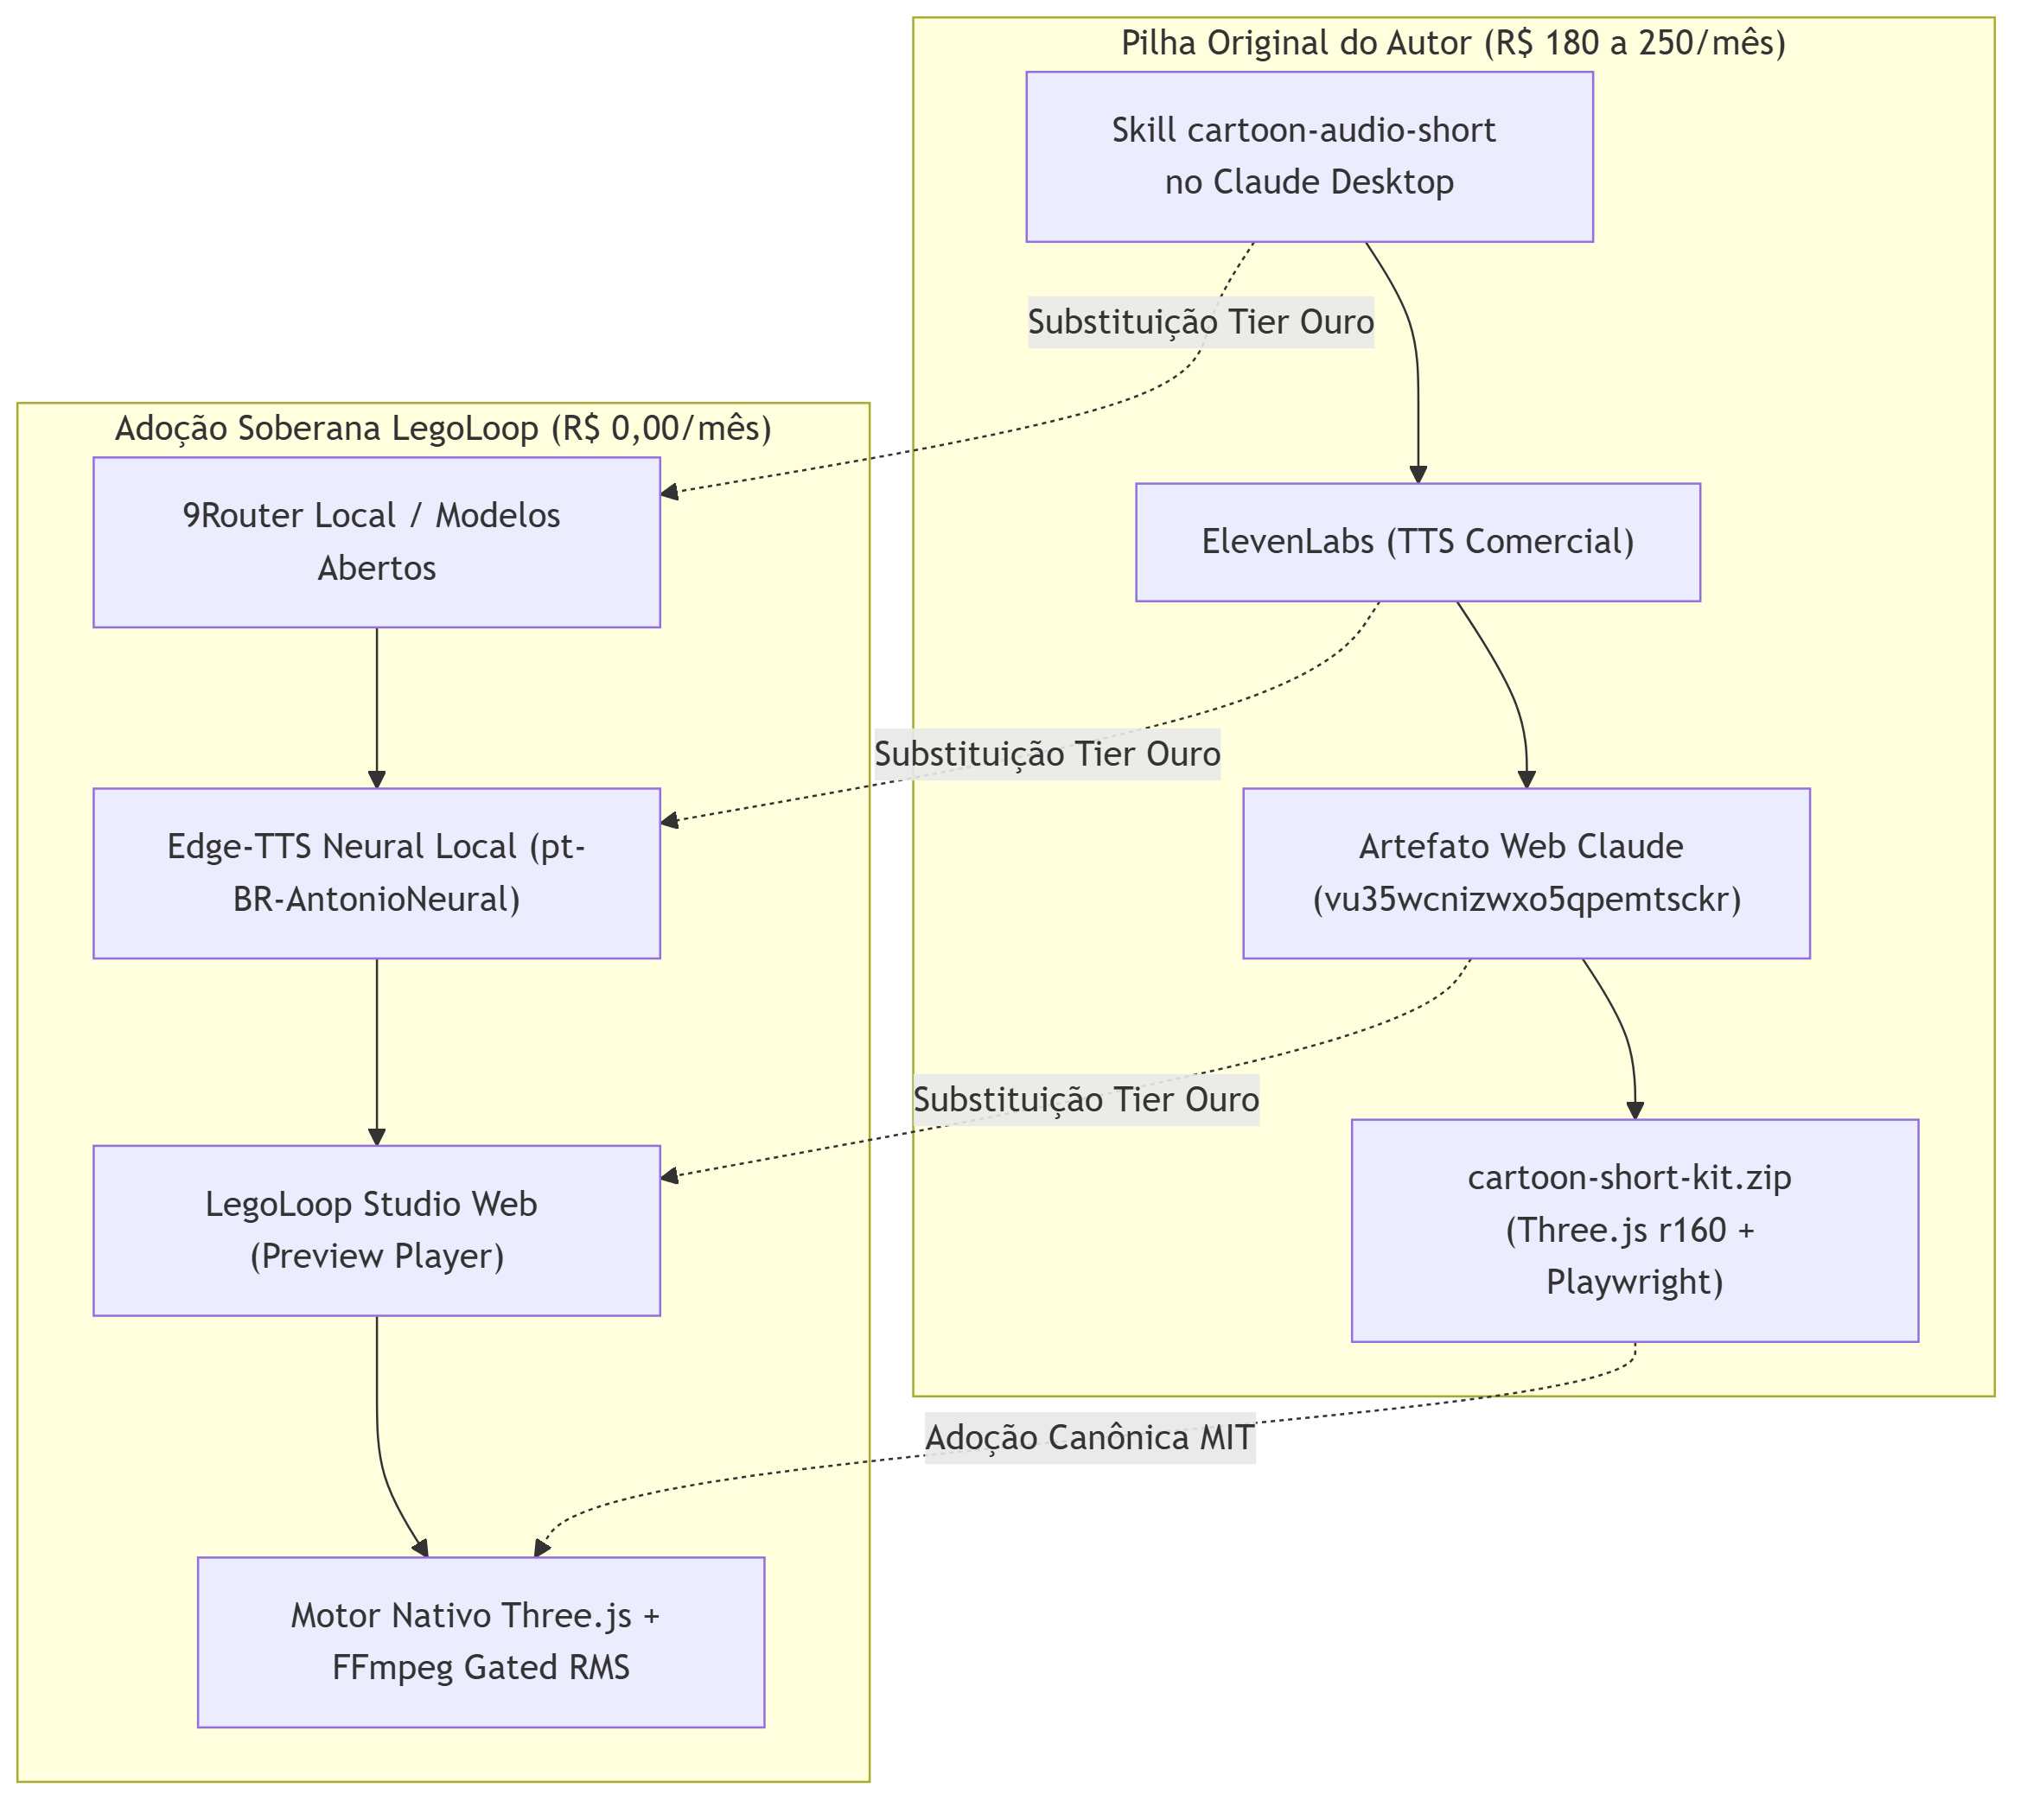 Pilha Original do Autor (R$ 180 a 250/mês)
Skill cartoon-audio-short
no Claude Desktop
Substituição Tier Ouro
Adoção Soberana LegoLoop (R$ 0,00/mês)
9Router Local / Modelos
Abertos
ElevenLabs (TTS Comercial)
Substituição Tier Ouro
Edge-TTS Neural Local (pt-
BR-AntonioNeural)
Artefato Web Claude
(vu35wcnizwxo5qpemtsckr)
Substituição Tier Ouro
LegoLoop Studio Web
(Preview Player)
cartoon-short-kit.zip
(Three.js r160 +
Playwright)
Adoção Canônica MIT
Motor Nativo Three.js +
FFmpeg Gated RMS